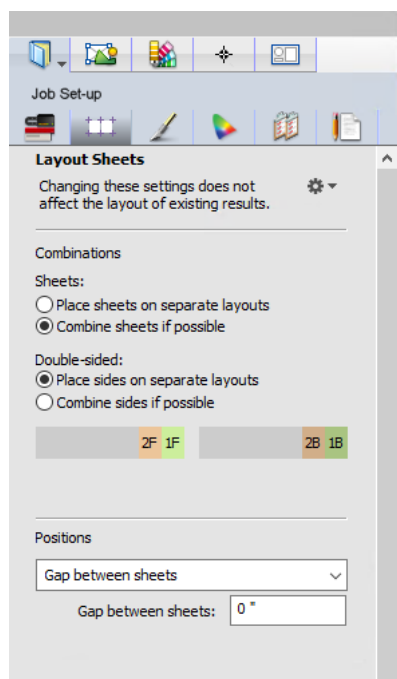 Job Set-up
Layout Sheets
Changing these settings does not
affect the layout of existing results.
Combinations
Sheets:
Place sheets on separate layouts
Combine sheets if possible
Double-sided:
Place sides on separate layouts
Combine sides if possible
2F 1F 2B 1B
Positions
Gap between sheets
Gap between sheets: 0 "